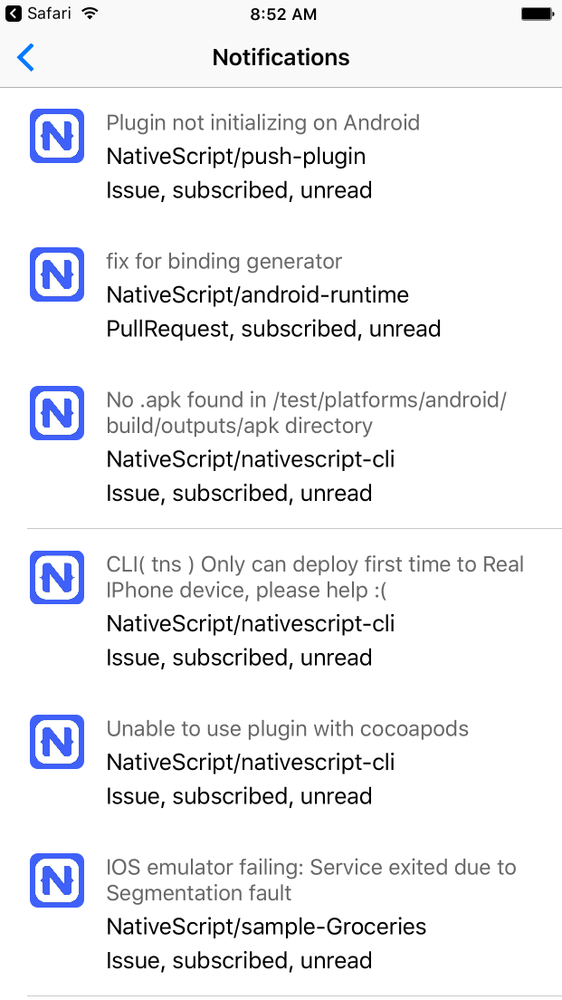 Safari 8:52 AM
Notifications
Plugin not initializing on Android
NativeScript/push-plugin
Issue, subscribed, unread
fix for binding generator
NativeScript/android-runtime
PullRequest, subscribed, unread
No .apk found in /test/platforms/android/
build/outputs/apk directory
NativeScript/nativescript-cli
Issue, subscribed, unread
CLI( tns ) Only can deploy first time to Real
IPhone device, please help :(
NativeScript/nativescript-cli
Issue, subscribed, unread
Unable to use plugin with cocoapods
NativeScript/nativescript-cli
Issue, subscribed, unread
IOS emulator failing: Service exited due to
Segmentation fault
NativeScript/sample-Groceries
Issue, subscribed, unread